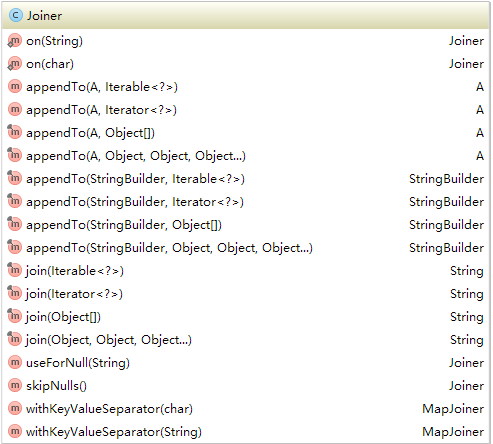 C Joiner
m on(String) Joiner
m on(char) Joiner
m appendTo(A, Iterable<?>) A
m appendTo(A, Iterator<?>) A
m appendTo(A, Object[]) A
m appendTo(A, Object, Object, Object...) A
m appendTo(StringBuilder, Iterable<?>) StringBuilder
m appendTo(StringBuilder, Iterator<?>) StringBuilder
m appendTo(StringBuilder, Object[]) StringBuilder
m appendTo(StringBuilder, Object, Object, Object...) StringBuilder
m join(Iterable<?>) String
m join(Iterator<?>) String
m join(Object[]) String
m join(Object, Object, Object...) String
m useForNull(String) Joiner
m skipNulls() Joiner
m withKeyValueSeparator(char) MapJoiner
m withKeyValueSeparator(String) MapJoiner